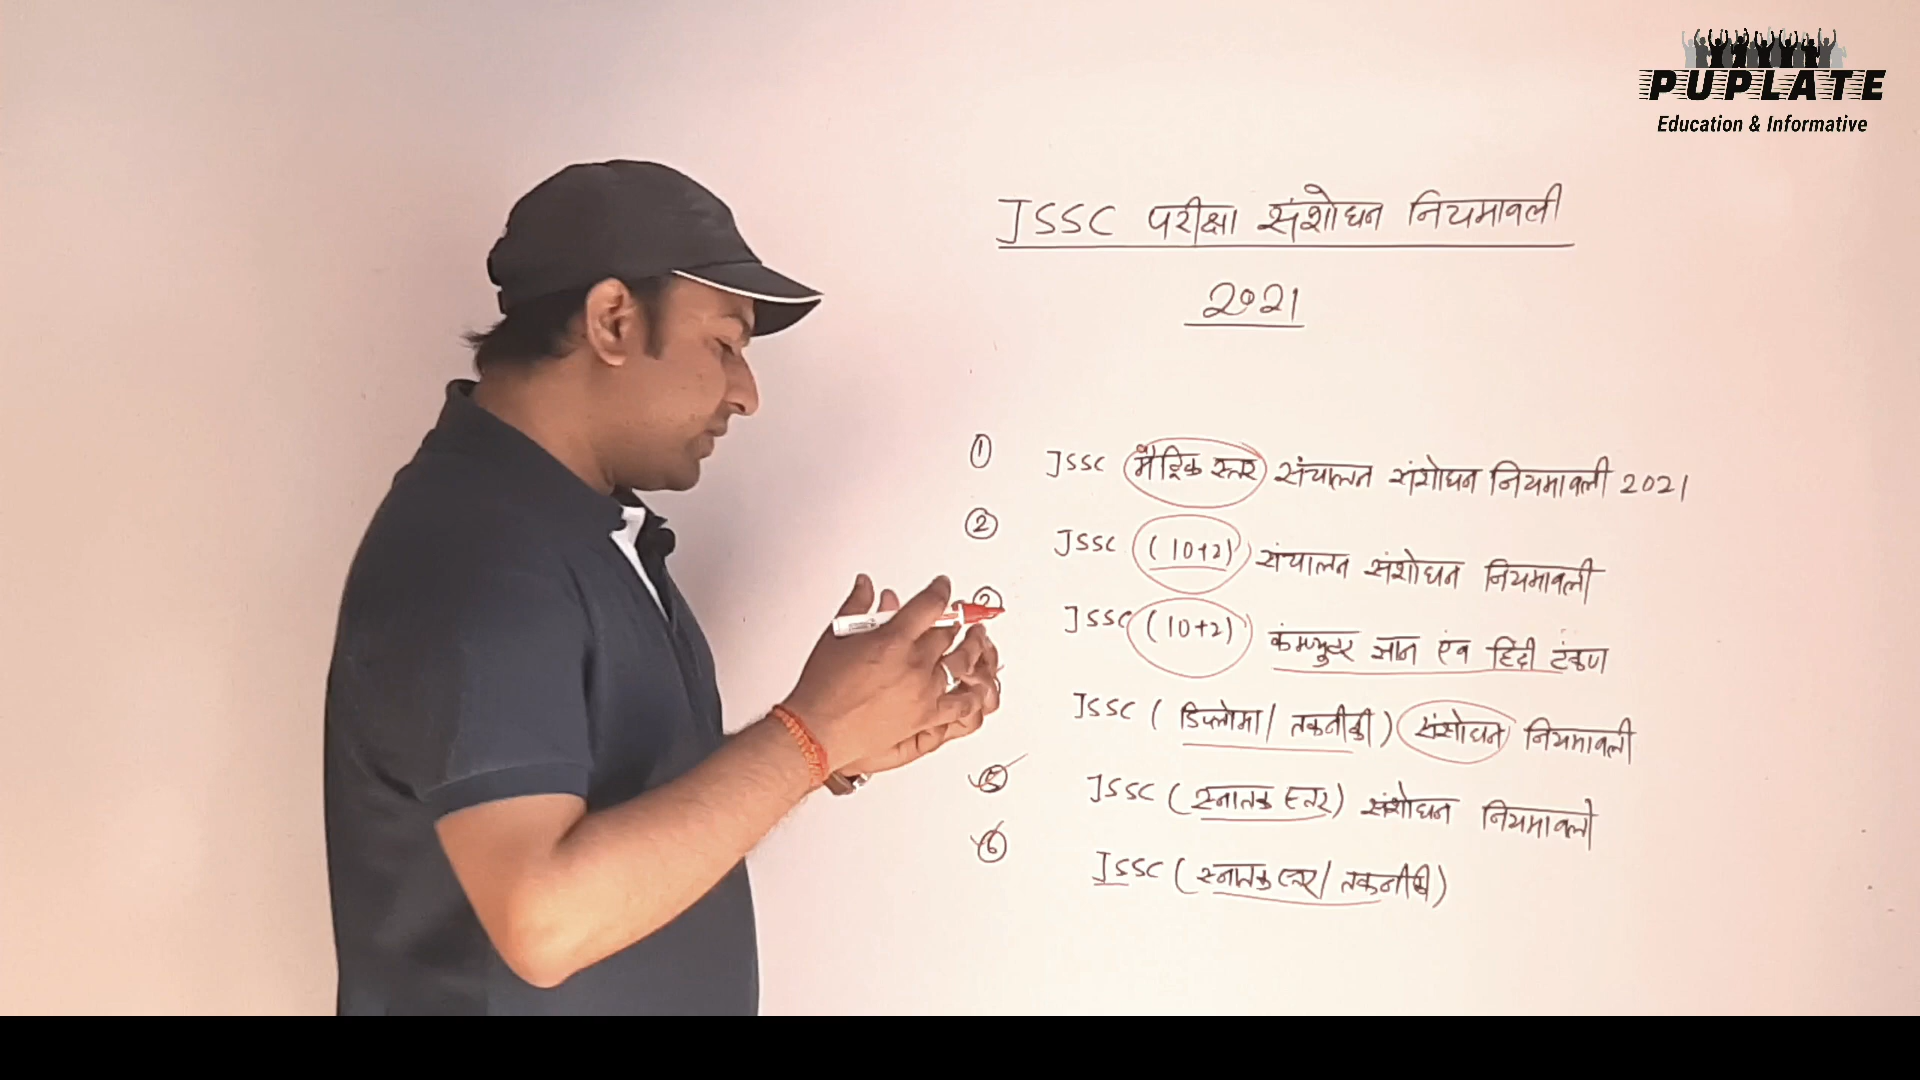 PUPLATE
Education & Informative
JSSC परीक्षा संशोधन नियमावली
2021
① JSSC मैट्रिक स्तर संचालन संशोधन नियमावली 2021
② JSSC (10+2) संचालन संशोधन नियमावली
JSSC (10+2) कंम्प्युटर ज्ञान एंव हिंदी टंकण
JSSC (डिप्लोमा/तकनीकी) संशोधन नियमावली
⑤ JSSC (स्नातक स्तर) संशोधन नियमावली
⑥ JSSC (स्नातक स्तर/तकनीकी)